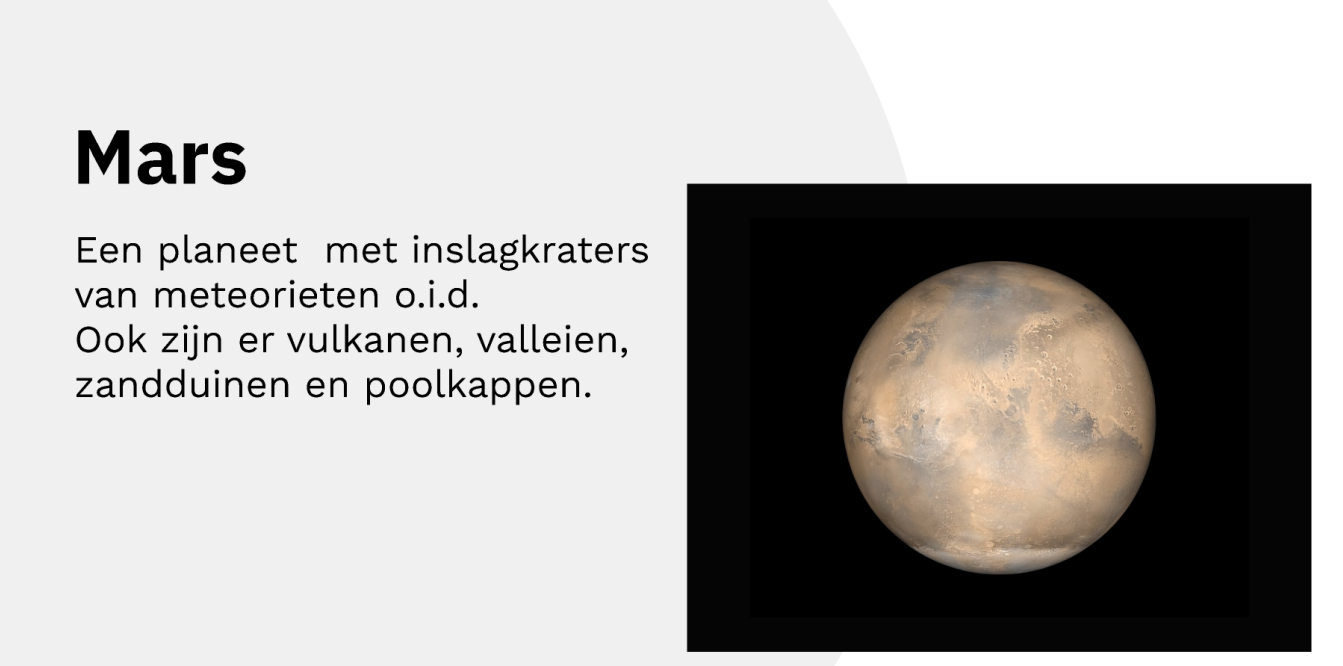 Mars
Een planeet  met inslagkraters
van meteorieten o.i.d.
Ook zijn er vulkanen, valleien,
zandduinen en poolkappen.